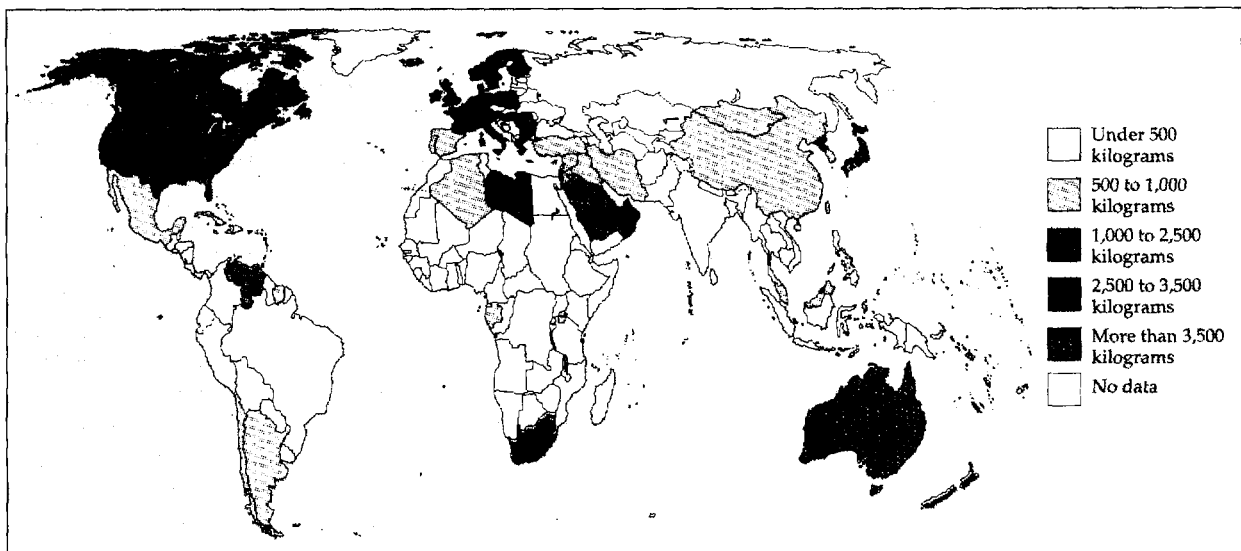 Under 500
kilograms
500 to 1,000
kilograms
1,000 to 2,500
kilograms
2,500 to 3,500
kilograms
More than 3,500
kilograms
No data